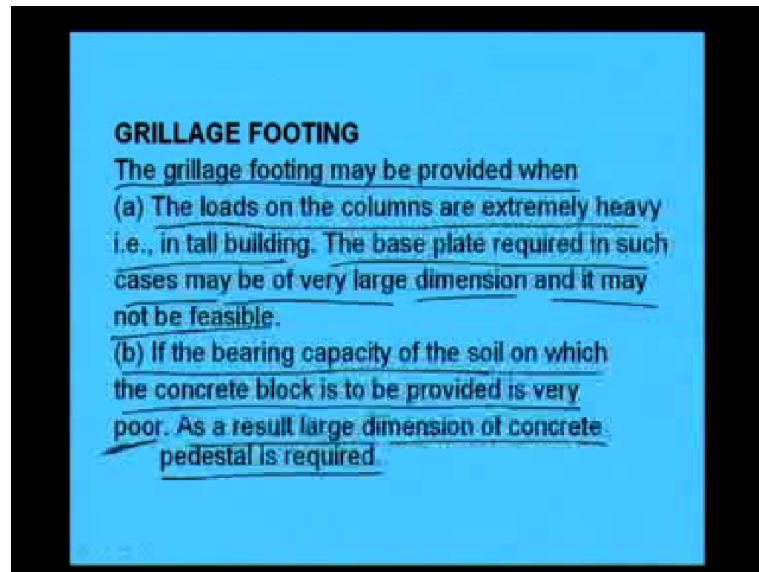 GRILLAGE FOOTING
The grillage footing may be provided when
(a) The loads on the columns are extremely heavy
i.e., in tall building. The base plate required in such
cases may be of very large dimension and it may
not be feasible.
(b) If the bearing capacity of the soil on which
the concrete block is to be provided is very
poor. As a result large dimension of concrete
pedestal is required